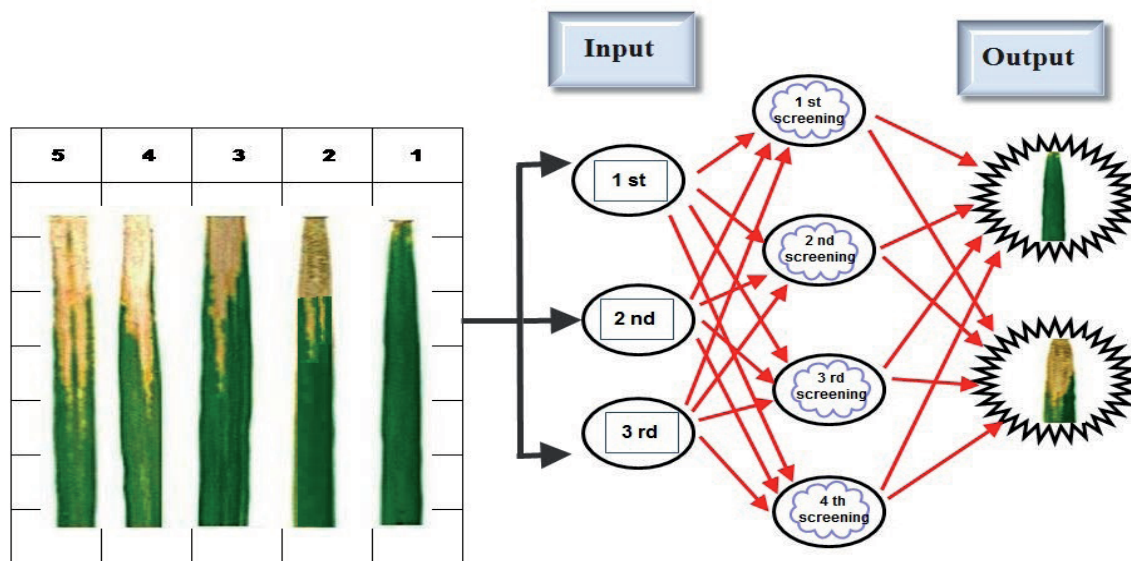 Input
Output
5 4 3 2 1
1 st
2 nd
3 rd
1 st
screening
2 nd
screening
3 rd
screening
4 th
screening